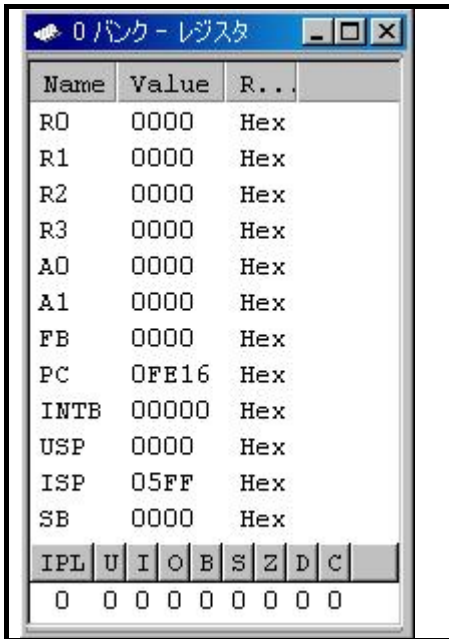 0 バンク - レジスタ
Name Value R...
R0 0000 Hex
R1 0000 Hex
R2 0000 Hex
R3 0000 Hex
A0 0000 Hex
A1 0000 Hex
FB 0000 Hex
PC 0FE16 Hex
INTB 00000 Hex
USP 0000 Hex
ISP 05FF Hex
SB 0000 Hex
IPL U I O B S Z D C
0 0 0 0 0 0 0 0 0